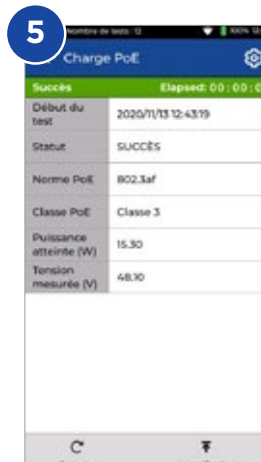 5
Nombre de tests : 12
100% 12:
Charge PoE
Succès Elapsed: 00 : 00 : 0
Début du test 2020/11/13 12:43:19
Statut SUCCÈS
Norme PoE 802.3af
Classe PoE Classe 3
Puissance atteinte (W) 15.30
Tension mesurée (V) 48.10